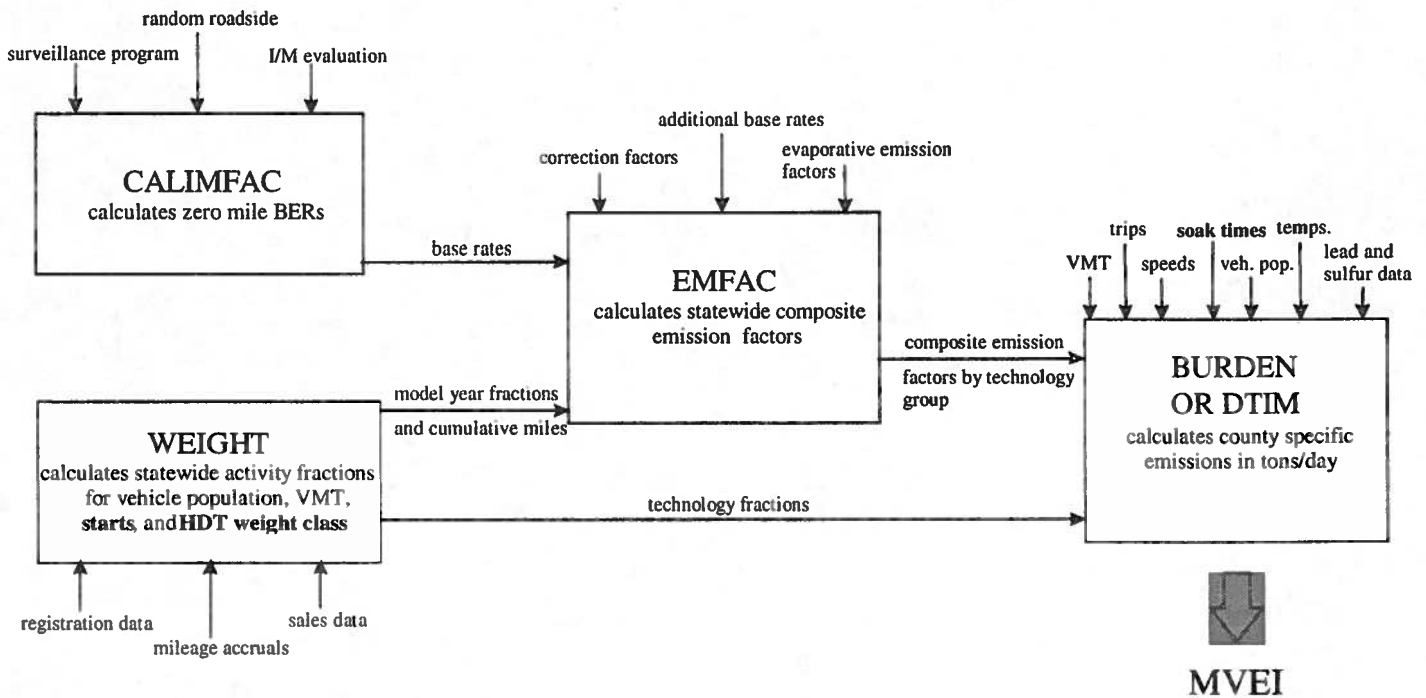 random roadside
surveillance program
I/M evaluation
CALIMFAC
calculates zero mile BERs
base rates
additional base rates
correction factors
evaporative emission
factors
EMFAC
calculates statewide composite
emission factors
trips
soak times
temps.
VMT
speeds
veh. pop.
lead and
sulfur data
composite emission
factors by technology
group
BURDEN
OR DTIM
calculates county specific
emissions in tons/day
model year fractions
and cumulative miles
WEIGHT
calculates statewide activity fractions
for vehicle population, VMT,
starts, and HDT weight class
technology fractions
registration data
mileage accruals
sales data
MVEI